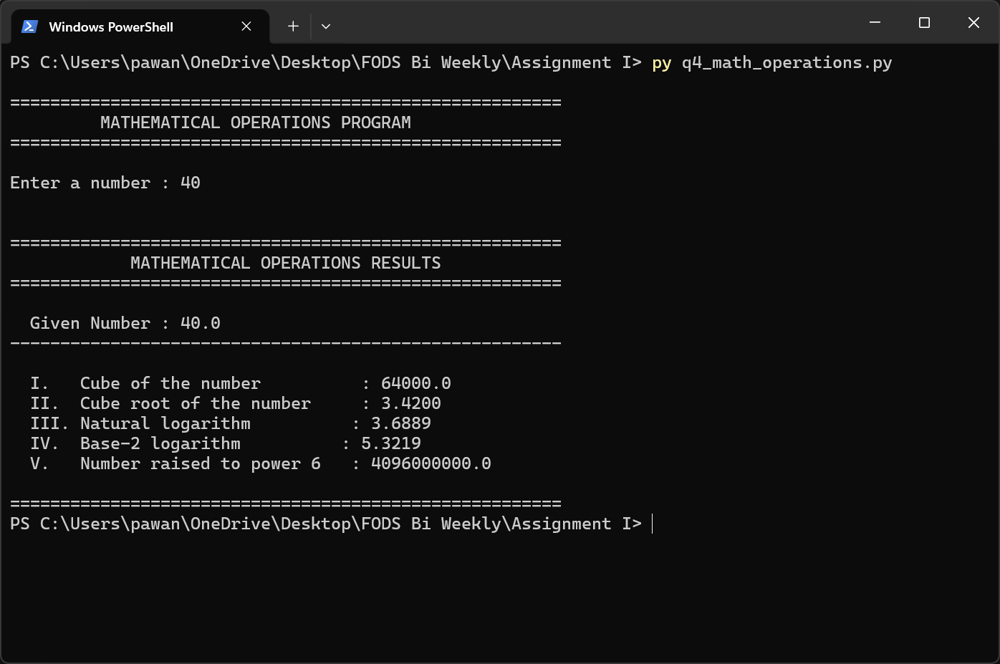 Windows PowerShell
PS C:\Users\pawan\OneDrive\Desktop\FODS Bi Weekly\Assignment I> py q4_math_operations.py
=======================================================
MATHEMATICAL OPERATIONS PROGRAM
=======================================================
Enter a number : 40
=======================================================
MATHEMATICAL OPERATIONS RESULTS
=======================================================
Given Number : 40.0
-------------------------------------------------------
I.   Cube of the number          : 64000.0
II.  Cube root of the number     : 3.4200
III. Natural logarithm          : 3.6889
IV.  Base-2 logarithm          : 5.3219
V.   Number raised to power 6   : 4096000000.0
=======================================================
PS C:\Users\pawan\OneDrive\Desktop\FODS Bi Weekly\Assignment I>